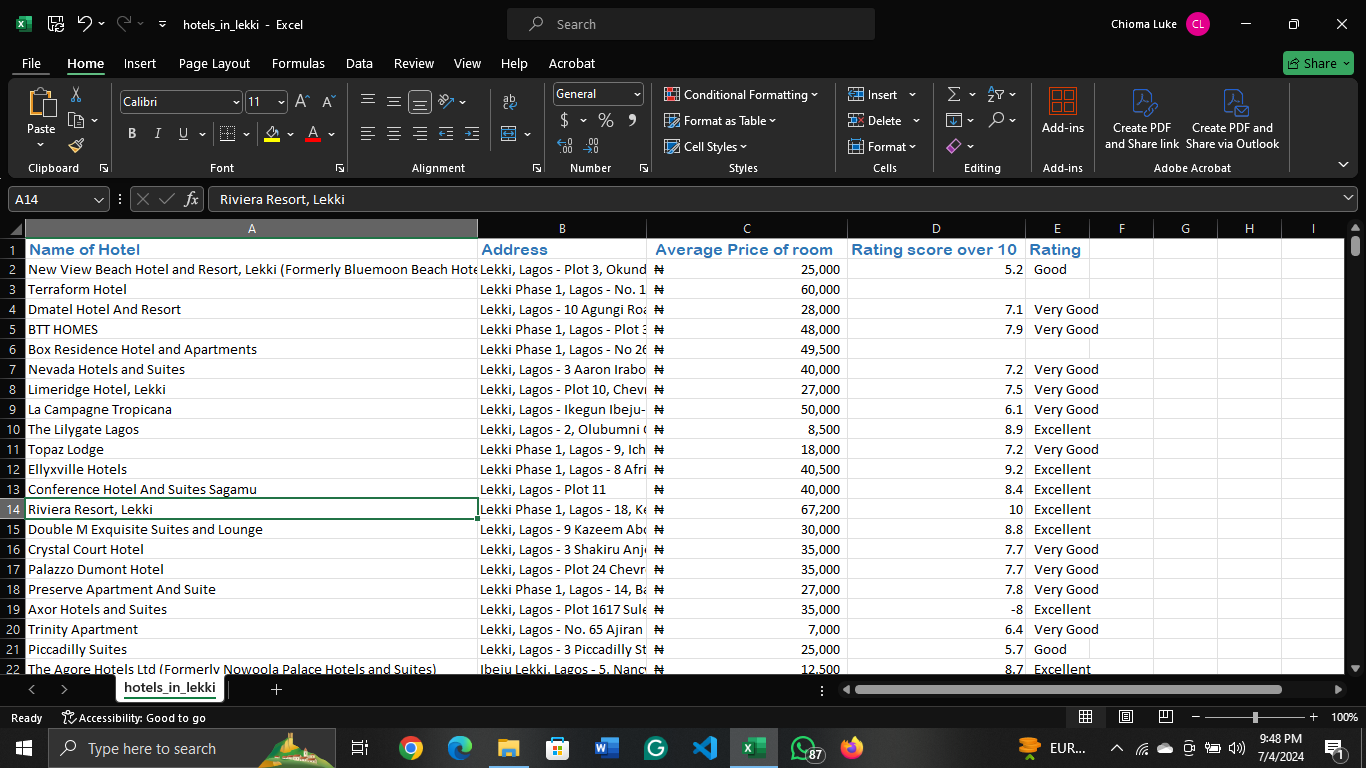 hotels_in_lekki - Excel
Search
Chioma Luke CL
File Home Insert Page Layout Formulas Data Review View Help Acrobat Share
Calibri 11 General Conditional Formatting Insert
Paste B I U A $ % Format as Table Delete Add-ins Create PDF and Share link Create PDF and Share via Outlook
Cell Styles Format
Clipboard Font Alignment Number Styles Cells Editing Add-ins Adobe Acrobat
A14 fx Riviera Resort, Lekki
A B C D E F G H I
1 Name of Hotel Address Average Price of room Rating score over 10 Rating
2 New View Beach Hotel and Resort, Lekki (Formerly Bluemoon Beach Hote Lekki, Lagos - Plot 3, Okund ₦ 25,000 5.2 Good
3 Terraform Hotel Lekki Phase 1, Lagos - No. 1 ₦ 60,000
4 Dmatel Hotel And Resort Lekki, Lagos - 10 Agungi Roa ₦ 28,000 7.1 Very Good
5 BTT HOMES Lekki Phase 1, Lagos - Plot 3 ₦ 48,000 7.9 Very Good
6 Box Residence Hotel and Apartments Lekki Phase 1, Lagos - No 26 ₦ 49,500
7 Nevada Hotels and Suites Lekki, Lagos - 3 Aaron Irabo ₦ 40,000 7.2 Very Good
8 Limeridge Hotel, Lekki Lekki, Lagos - Plot 10, Chevr ₦ 27,000 7.5 Very Good
9 La Campagne Tropicana Lekki, Lagos - Ikegun Ibeju- ₦ 50,000 6.1 Very Good
10 The Lilygate Lagos Lekki, Lagos - 2, Olubumni ₦ 8,500 8.9 Excellent
11 Topaz Lodge Lekki Phase 1, Lagos - 9, Ich ₦ 18,000 7.2 Very Good
12 Ellyxville Hotels Lekki Phase 1, Lagos - 8 Afri ₦ 40,500 9.2 Excellent
13 Conference Hotel And Suites Sagamu Lekki, Lagos - Plot 11 ₦ 40,000 8.4 Excellent
14 Riviera Resort, Lekki Lekki Phase 1, Lagos - 18, Ke ₦ 67,200 10 Excellent
15 Double M Exquisite Suites and Lounge Lekki, Lagos - 9 Kazeem Abo ₦ 30,000 8.8 Excellent
16 Crystal Court Hotel Lekki, Lagos - 3 Shakiru Anj ₦ 35,000 7.7 Very Good
17 Palazzo Dumont Hotel Lekki, Lagos - Plot 24 Chevr ₦ 35,000 7.7 Very Good
18 Preserve Apartment And Suite Lekki Phase 1, Lagos - 14, Ba ₦ 27,000 7.8 Very Good
19 Axor Hotels and Suites Lekki, Lagos - Plot 1617 Sule ₦ 35,000 -8 Excellent
20 Trinity Apartment Lekki, Lagos - No. 65 Ajiran ₦ 7,000 6.4 Very Good
21 Piccadilly Suites Lekki, Lagos - 3 Piccadilly St ₦ 25,000 5.7 Good
22 The Agore Hotels Ltd (Formerly Nowoola Palace Hotels and Suites) Ibeju Lekki, Lagos - 5, Nancy ₦ 12,500 8.7 Excellent
hotels_in_lekki
Ready Accessibility: Good to go 100%
Type here to search 87 EUR... 9:48 PM
7/4/2024 1